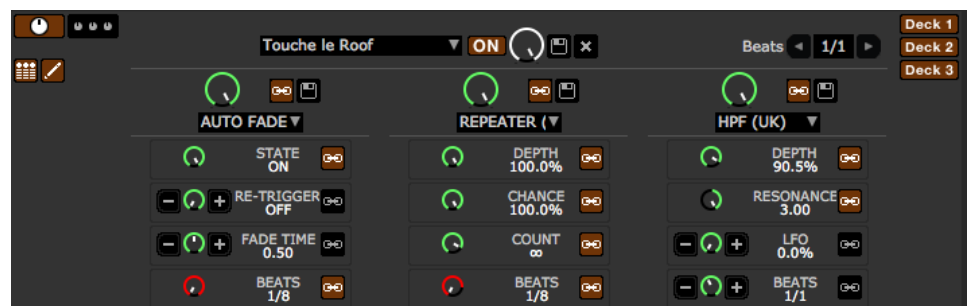 Deck 1
Touche le Roof ON Beats 1/1 Deck 2
Deck 3
AUTO FADE REPEATER ( HPF (UK)
STATE DEPTH DEPTH
ON 100.0% 90.5%
RE-TRIGGER CHANCE RESONANCE
OFF 100.0% 3.00
FADE TIME COUNT LFO
0.50 ∞ 0.0%
BEATS BEATS BEATS
1/8 1/8 1/1